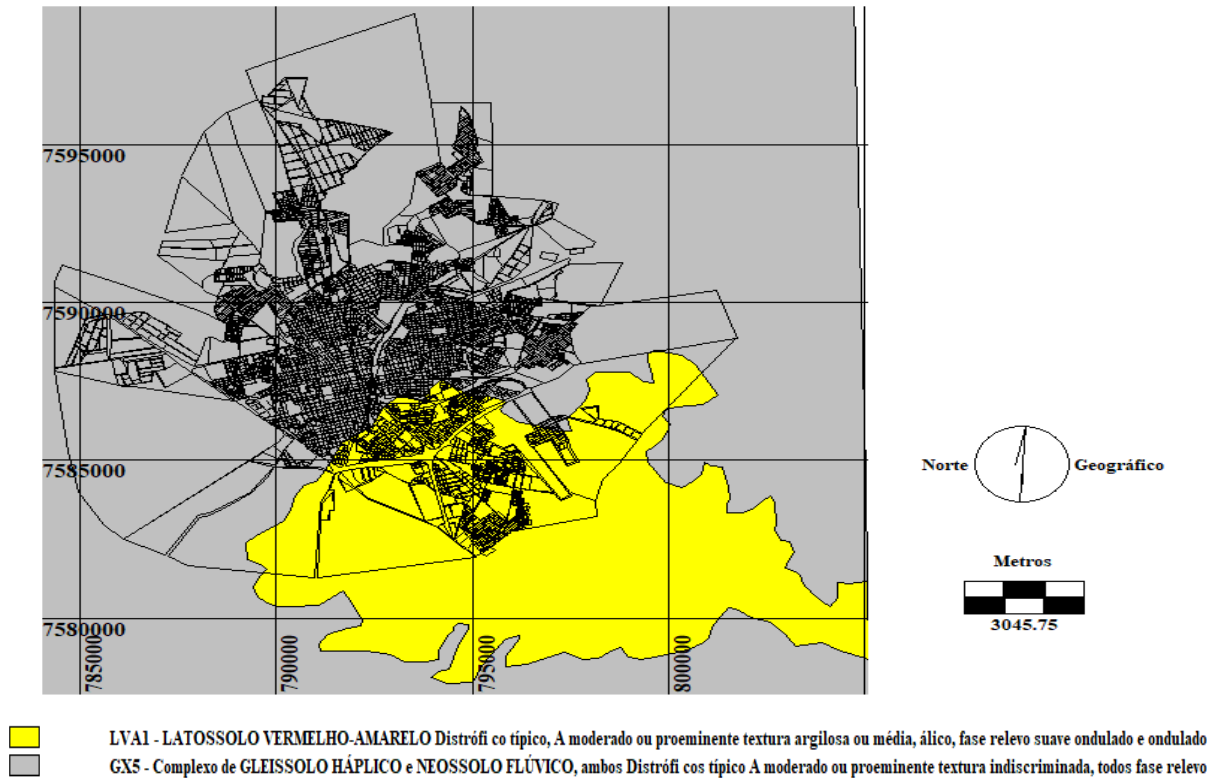 7595000
7590000
7585000
7580000
785000
790000
795000
800000
Norte
Geográfico
Metros
3045.75
LVA1 - LATOSSOLO VERMELHO-AMARELO Distrófi co típico, A moderado ou proeminente textura argilosa ou média, álico, fase relevo suave ondulado e ondulado
GX5 - Complexo de GLEISSOLO HÁPLICO e NEOSSOLO FLÚVICO, ambos Distrófi cos típico A moderado ou proeminente textura indiscriminada, todos fase relevo